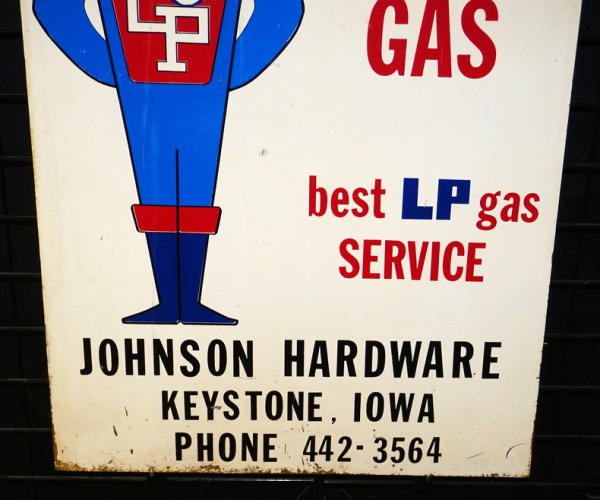 LP
GAS
best LP gas
SERVICE
JOHNSON HARDWARE
KEYSTONE, IOWA
PHONE 442-3564